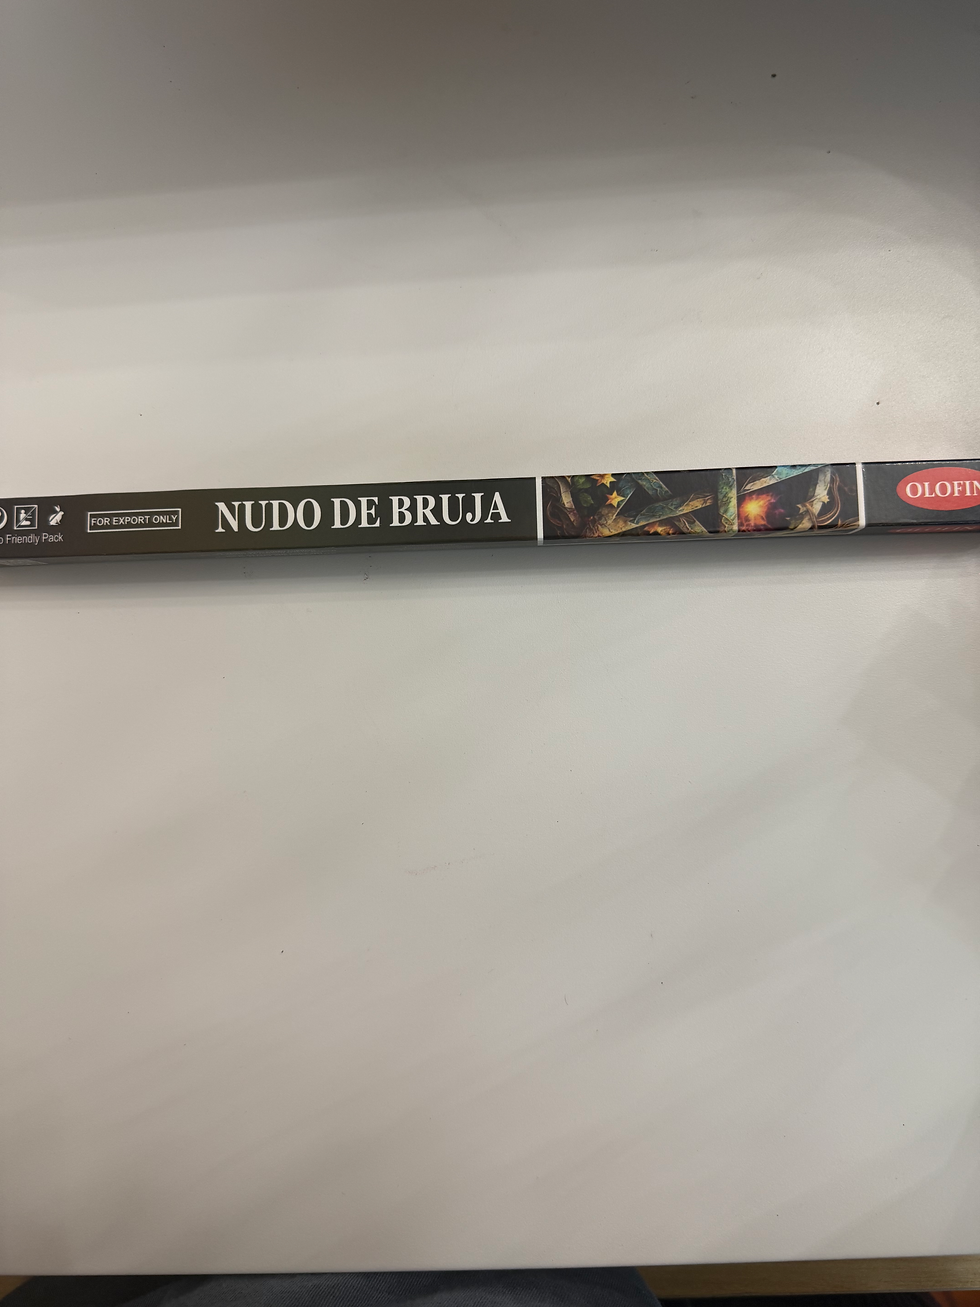 Friendly Pack
FOR EXPORT ONLY
NUDO DE BRUJA
OLOFIN